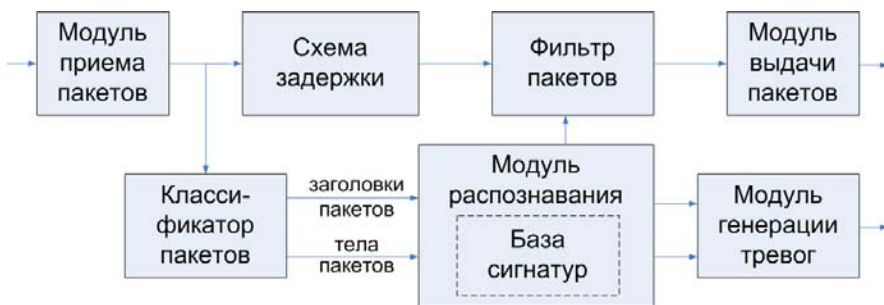 Модуль
приема
пакетов
Схема
задержки
Фильтр
пакетов
Модуль
выдачи
пакетов
Класси-
фикатор
пакетов
заголовки
пакетов
тела
пакетов
Модуль
распознавания
База
сигнатур
Модуль
генерации
тревог